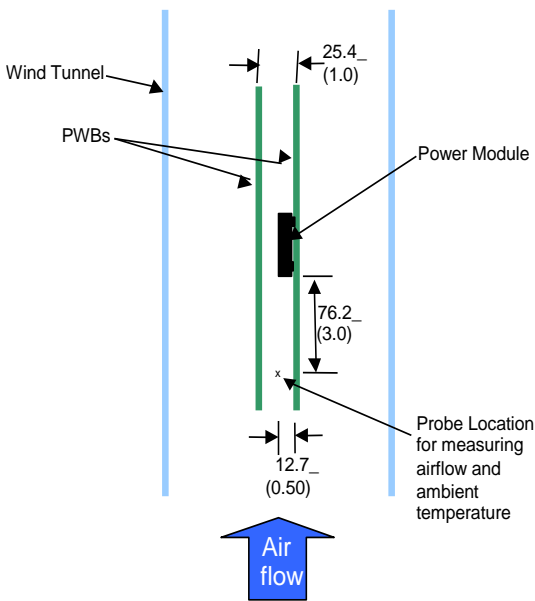 25.4_
(1.0)
Wind Tunnel
PWBs
Power Module
76.2_
(3.0)
x
Probe Location
for measuring
airflow and
ambient
temperature
12.7_
(0.50)
Air
flow